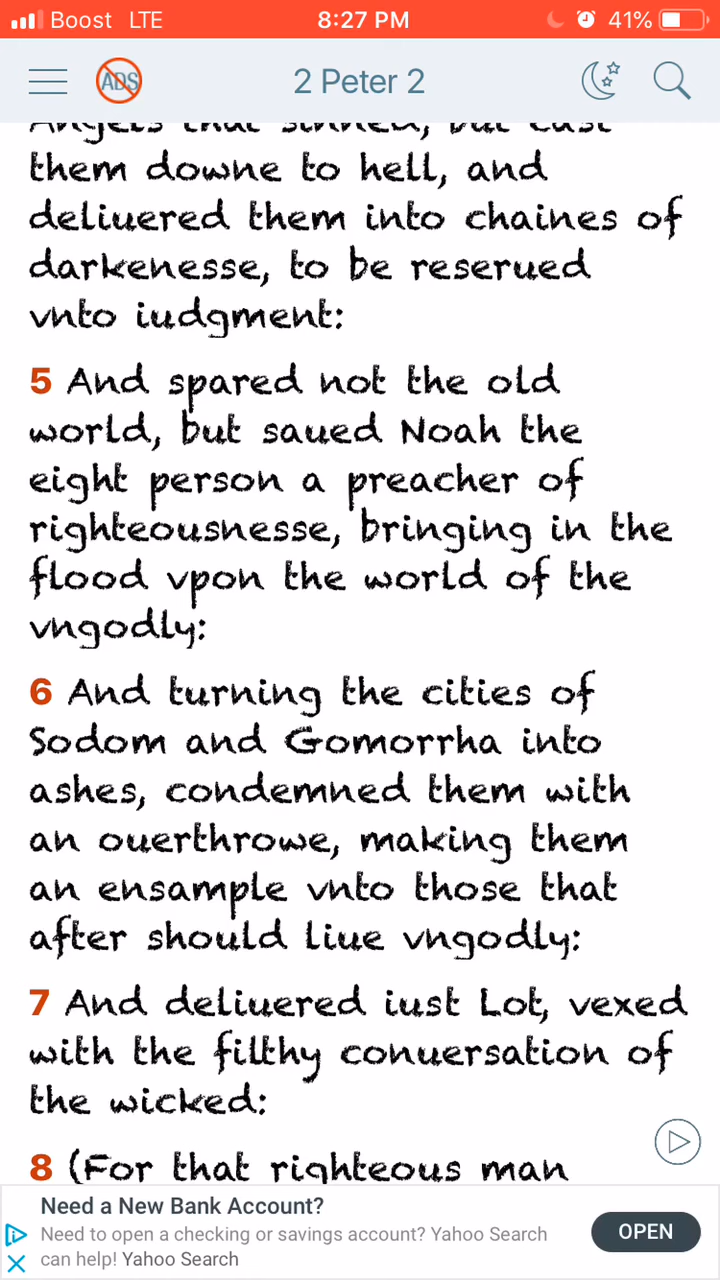 Boost LTE 8:27 PM 41%
ADS 2 Peter 2
Angels that sinned, but cast
them downe to hell, and
deliuered them into chaines of
darkenesse, to be reserued
vnto iudgment:
5 And spared not the old
world, but saued Noah the
eight person a preacher of
righteousnesse, bringing in the
flood vpon the world of the
vngodly:
6 And turning the cities of
Sodom and Gomorrha into
ashes, condemned them with
an ouerthrowe, making them
an ensample vnto those that
after should liue vngodly:
7 And deliuered iust Lot, vexed
with the filthy conuersation of
the wicked:
8 (For that righteous man
Need a New Bank Account?
Need to open a checking or savings account? Yahoo Search
can help! Yahoo Search
OPEN